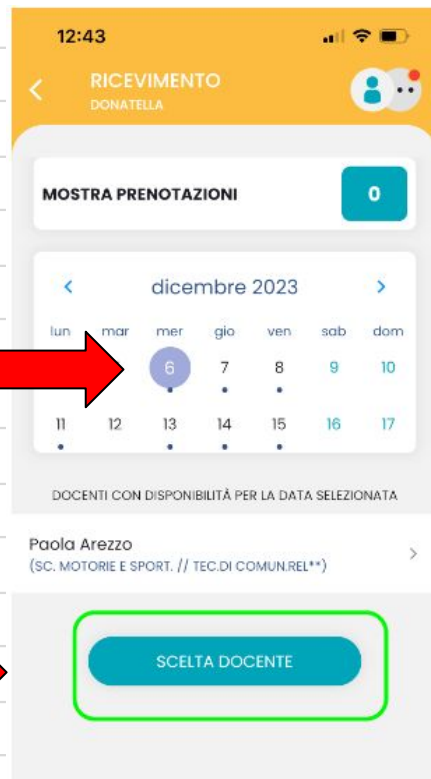 12:43
RICEVIMENTO
DONATELLA
MOSTRA PRENOTAZIONI 0
< dicembre 2023 >
lun mar mer gio ven sab dom
6 7 8 9 10
11 12 13 14 15 16 17
DOCENTI CON DISPONIBILITÀ PER LA DATA SELEZIONATA
Paola Arezzo
(SC. MOTORIE E SPORT. // TEC.DI COMUN.REL**)
SCELTA DOCENTE